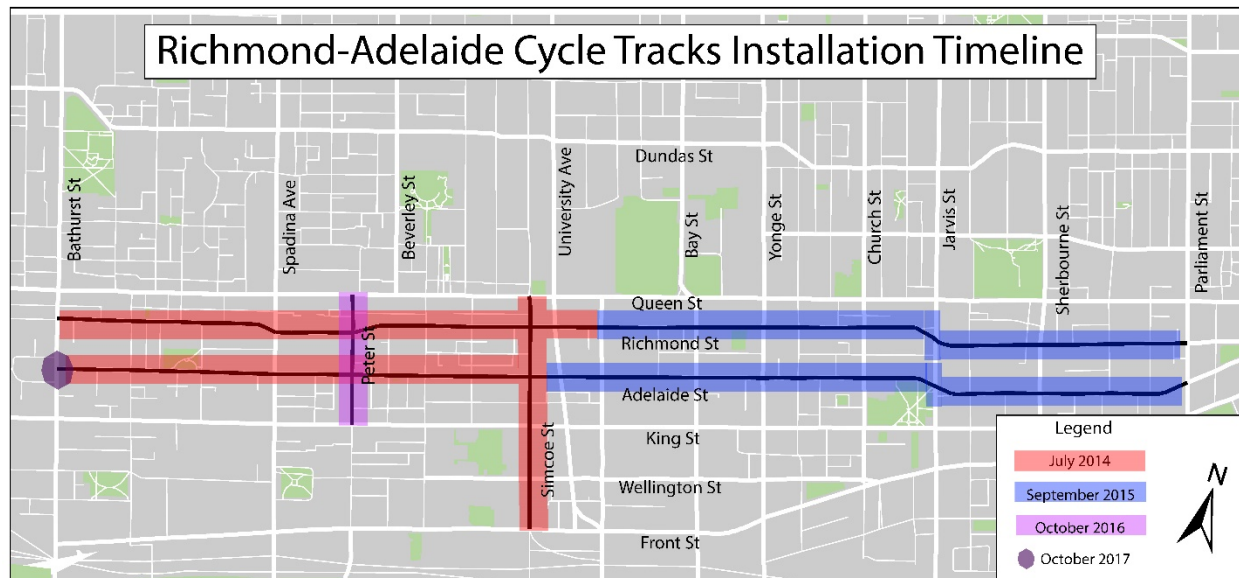 Richmond-Adelaide Cycle Tracks Installation Timeline
Dundas St
Bathurst St
Spadina Ave
Beverley St
University Ave
Bay St
Yonge St
Church St
Jarvis St
Sherbourne St
Parliament St
Queen St
Richmond St
Peter St
Adelaide St
King St
Simcoe St
Wellington St
Front St
Legend
July 2014
September 2015
October 2016
October 2017
N